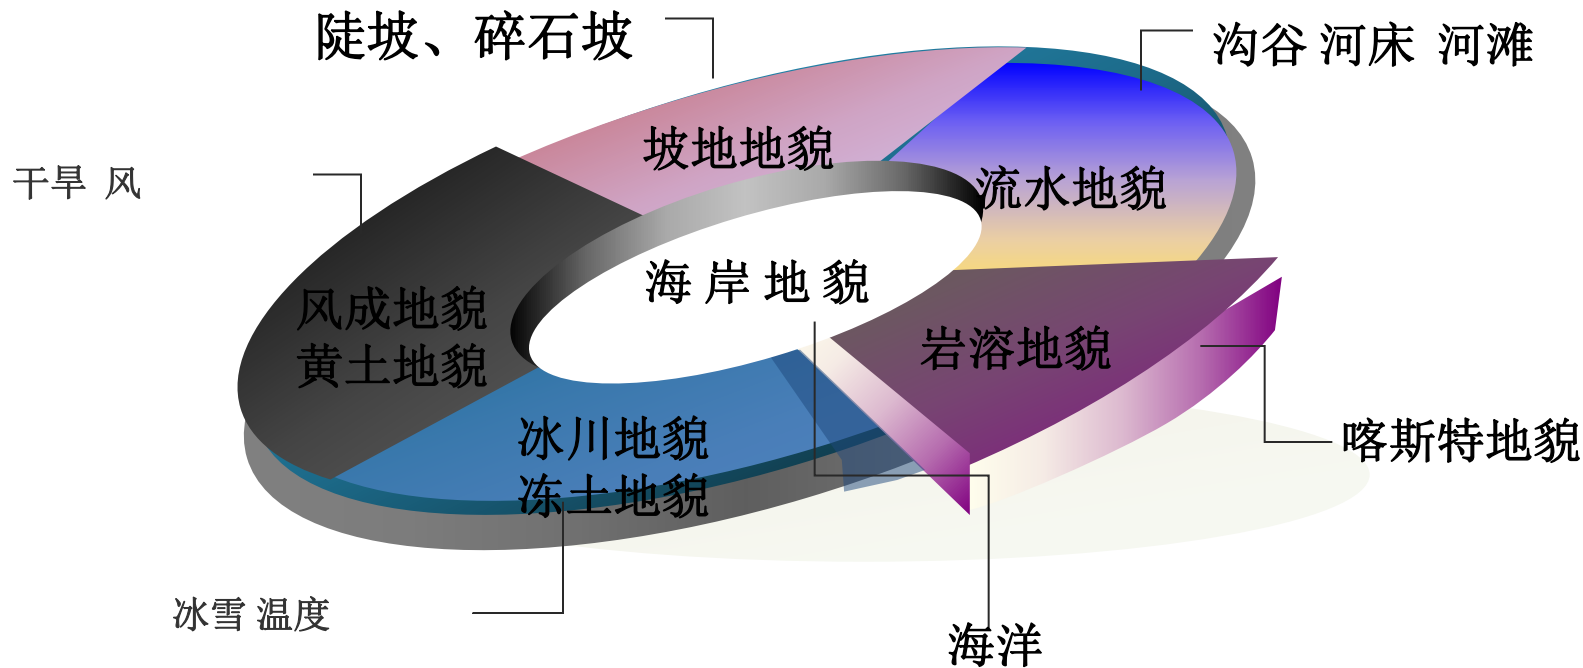 陡坡、碎石坡
沟谷 河床 河滩
坡地地貌
干旱 风
流水地貌
海岸地貌
风成地貌
黄土地貌
岩溶地貌
冰川地貌
冻土地貌
喀斯特地貌
冰雪 温度
海洋